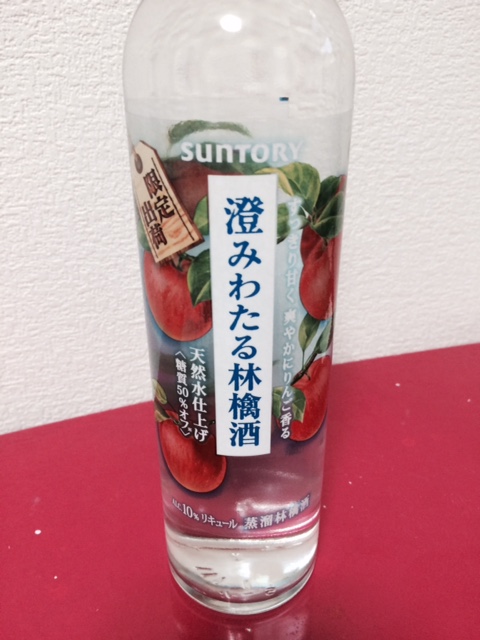 SUNTORY
限定
出荷
澄みわたる林檎酒
すっきり甘く爽やかにりんご香る
天然水仕上げ
〈糖質50%オフ〉
ALC.10% リキュール 蒸溜林檎酒